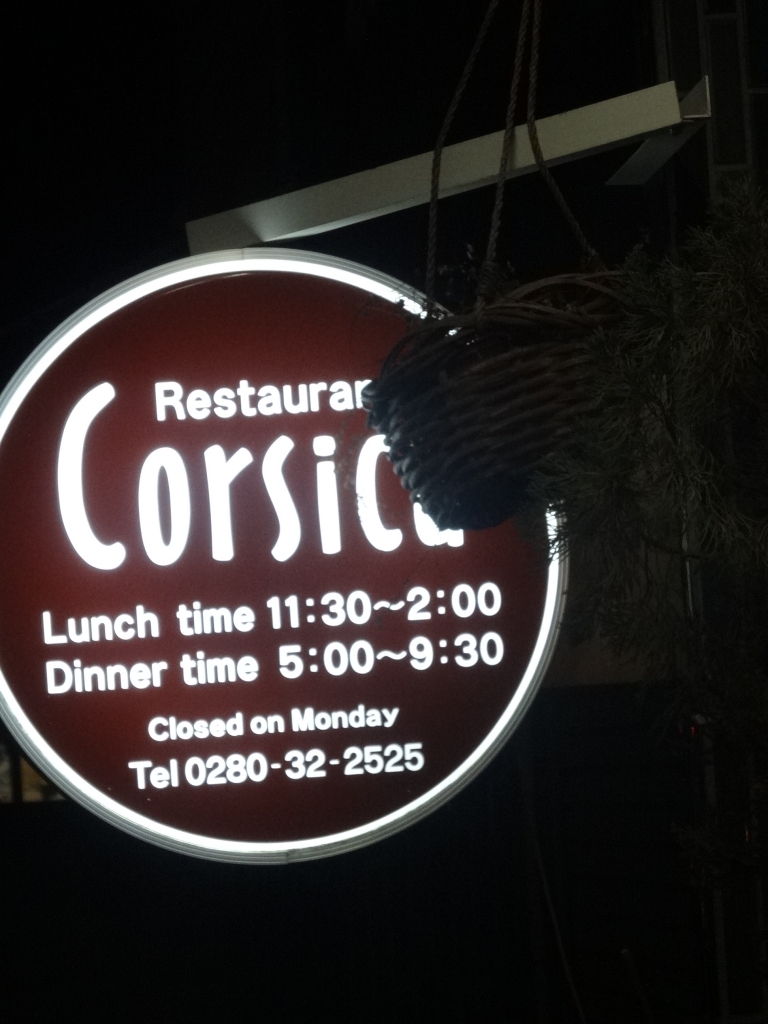 Restaurant
Corsica
Lunch time 11:30～2:00
Dinner time 5:00～9:30
Closed on Monday
Tel 0280-32-2525